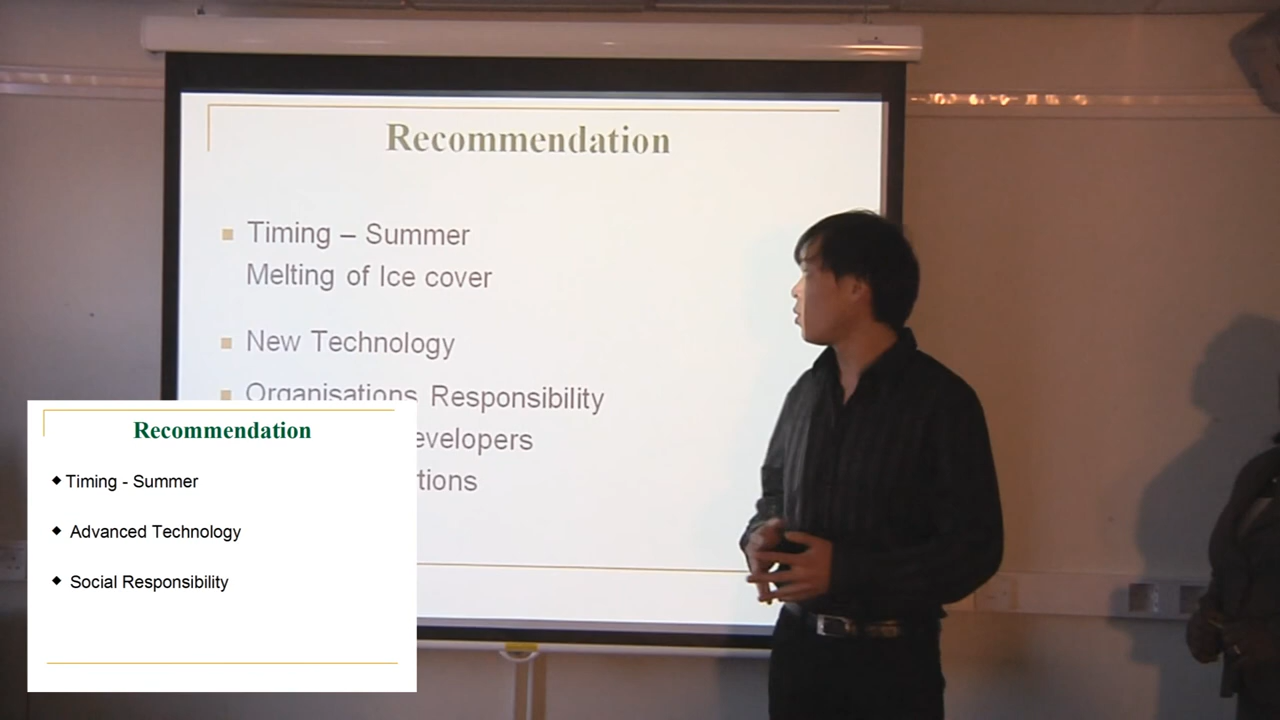 Recommendation
Timing – Summer
Melting of Ice cover
New Technology
Organisations Responsibility
evelopers
tions
Recommendation
Timing - Summer
Advanced Technology
Social Responsibility